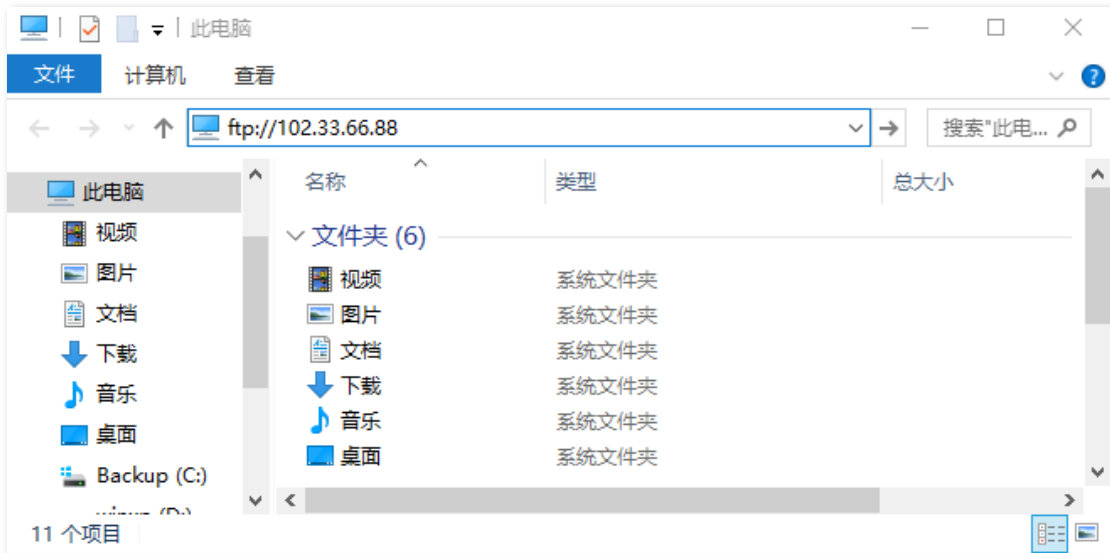 此电脑
文件 计算机 查看
ftp://102.33.66.88 搜索"此电...
此电脑
视频
图片
文档
下载
音乐
桌面
Backup (C:)
名称 类型 总大小
文件夹 (6)
视频 系统文件夹
图片 系统文件夹
文档 系统文件夹
下载 系统文件夹
音乐 系统文件夹
桌面 系统文件夹
11 个项目